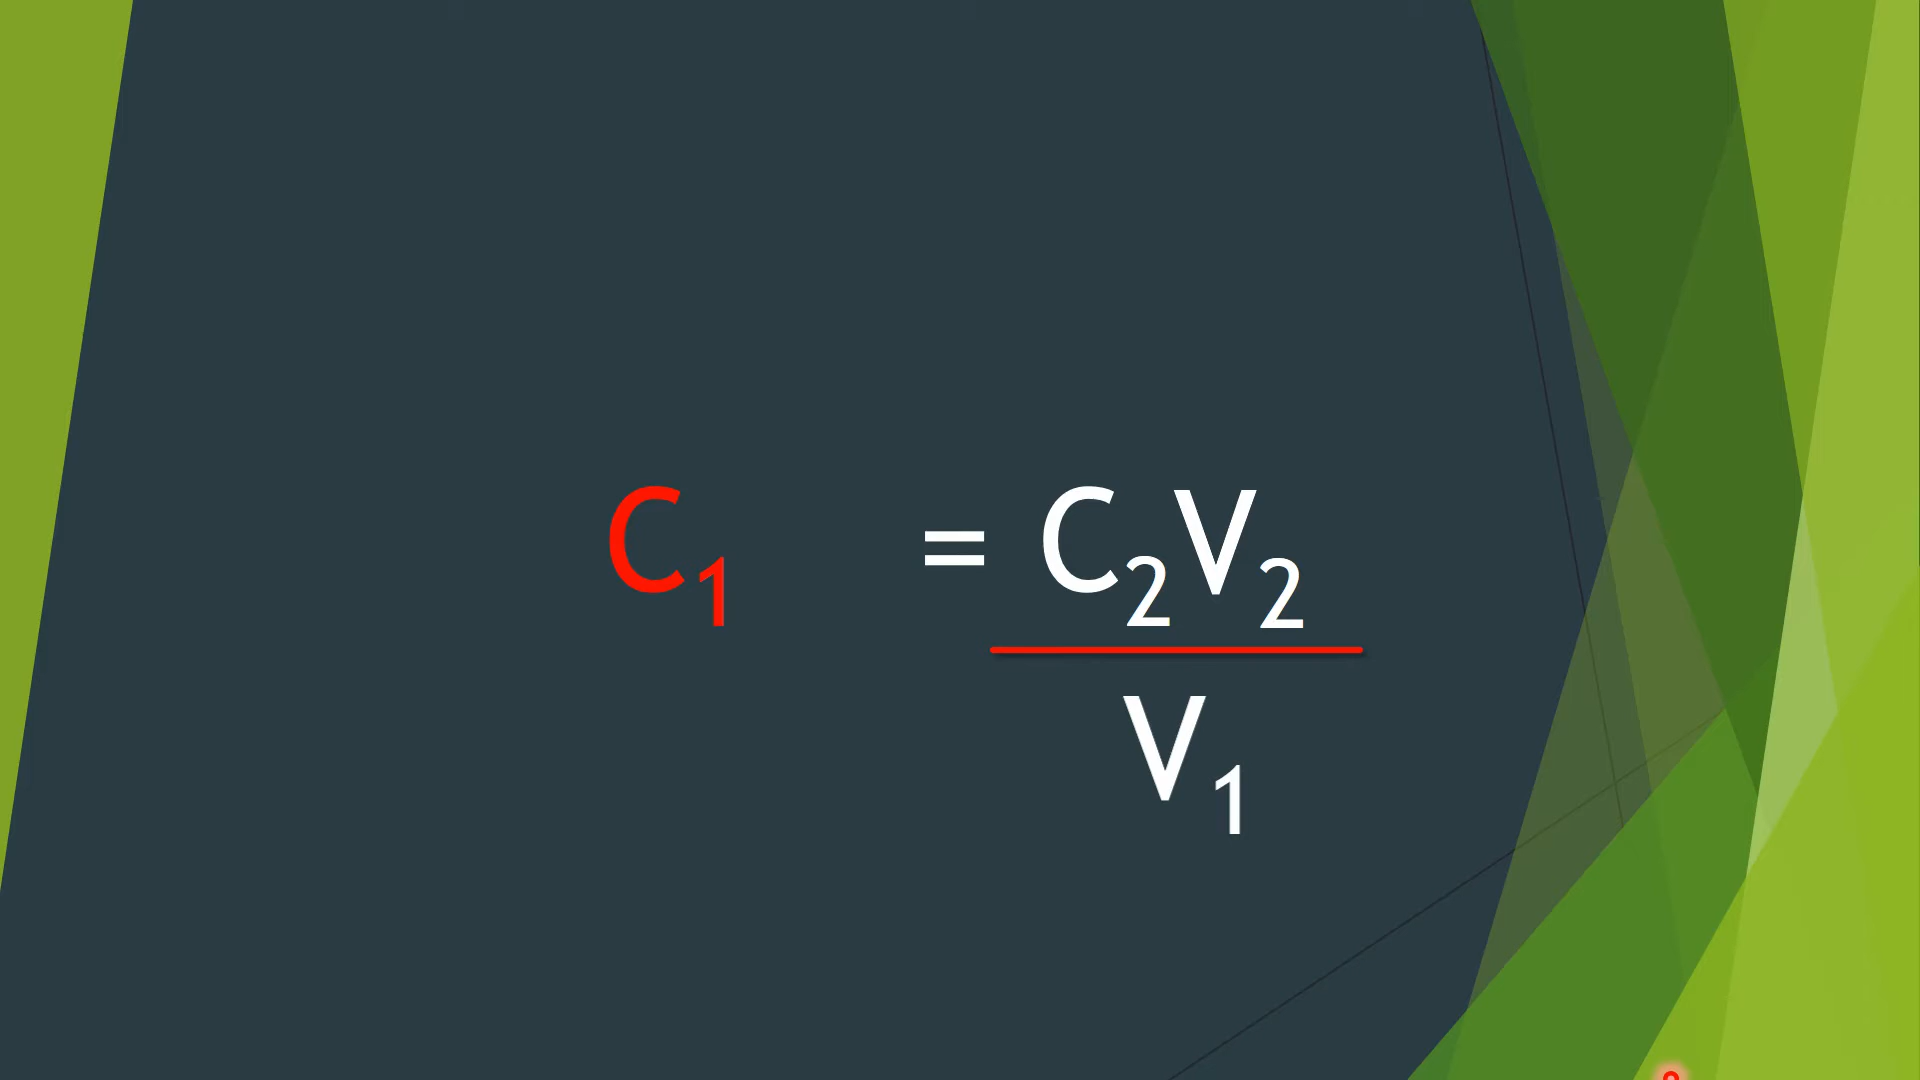 C₁ = C₂V₂
V₁